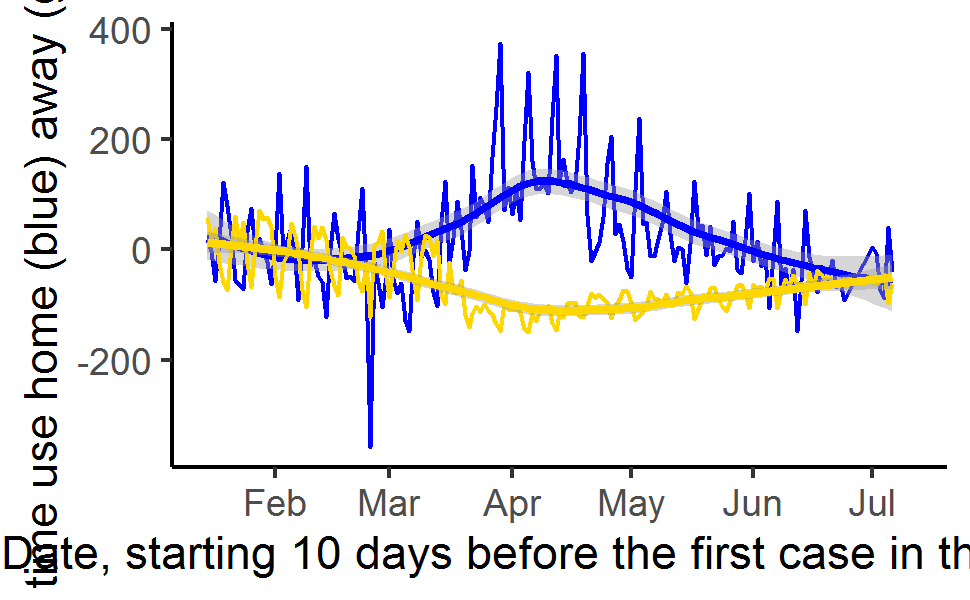 time use home (blue) away (
400
200
0
-200
Feb Mar Apr May Jun Jul
Date, starting 10 days before the first case in th